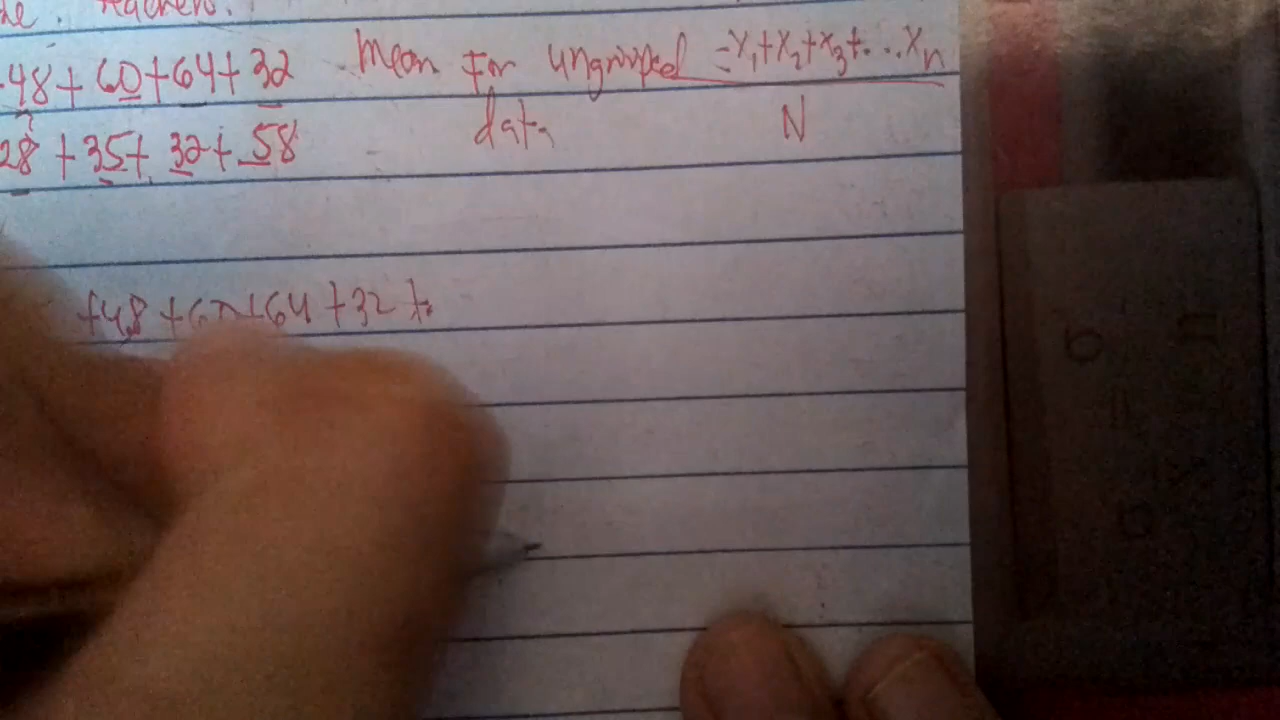 Teachers.
48+60+64+32 Mean For ungrouped = x₁+x₂+x₃+...xn
data N
28 +35+ 32+ 58
+48 +60+64 +32 +